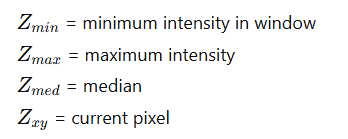 Z_min = minimum intensity in window
Z_max = maximum intensity
Z_med = median
Z_xy = current pixel